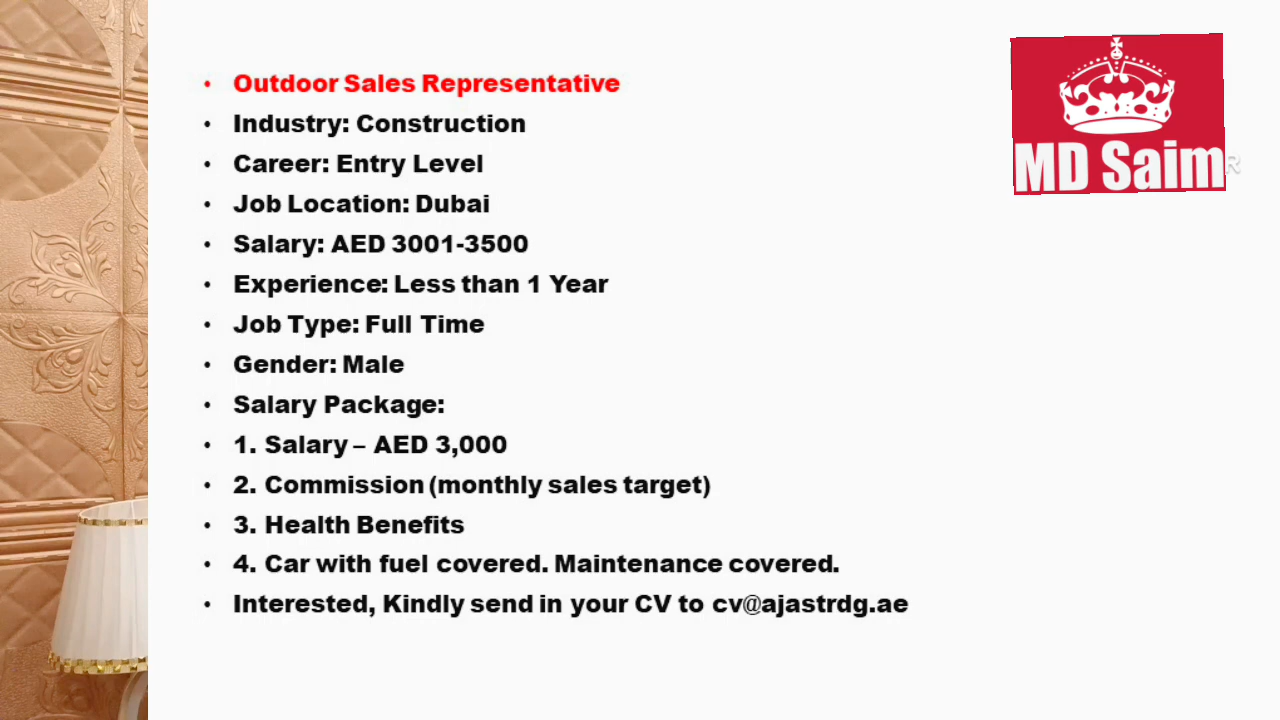 • Outdoor Sales Representative
• Industry: Construction
• Career: Entry Level
• Job Location: Dubai
• Salary: AED 3001-3500
• Experience: Less than 1 Year
• Job Type: Full Time
• Gender: Male
• Salary Package:
• 1. Salary – AED 3,000
• 2. Commission (monthly sales target)
• 3. Health Benefits
• 4. Car with fuel covered. Maintenance covered.
• Interested, Kindly send in your CV to cv@ajastrdg.ae
MD Saim
R